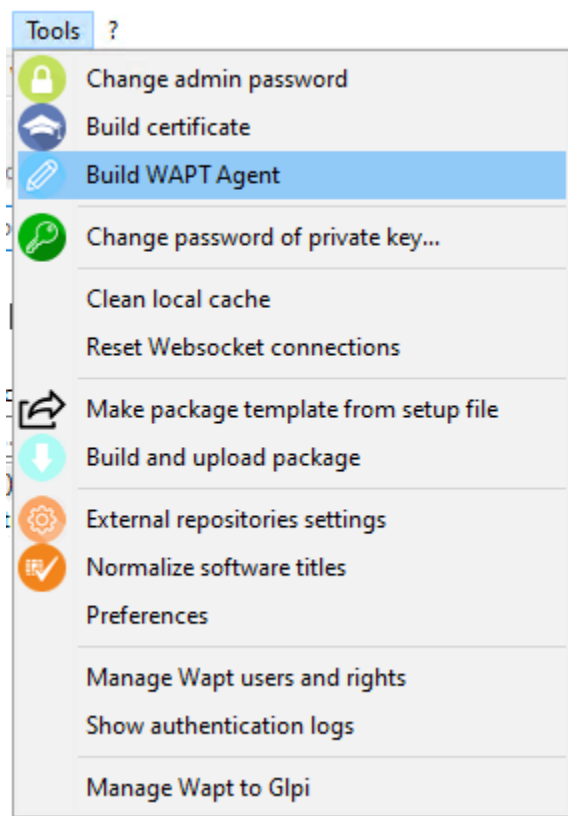 Tools ?
Change admin password
Build certificate
Build WAPT Agent
Change password of private key...
Clean local cache
Reset Websocket connections
Make package template from setup file
Build and upload package
External repositories settings
Normalize software titles
Preferences
Manage Wapt users and rights
Show authentication logs
Manage Wapt to Glpi